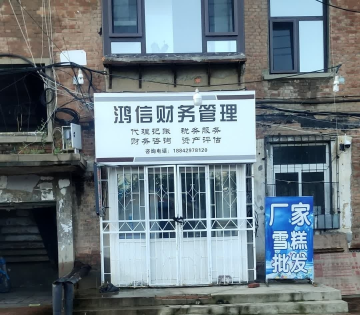 鸿信财务管理
代理记账 税务服务
财务咨询 资产评估
咨询电话：18842978128
厂家
雪糕
批发